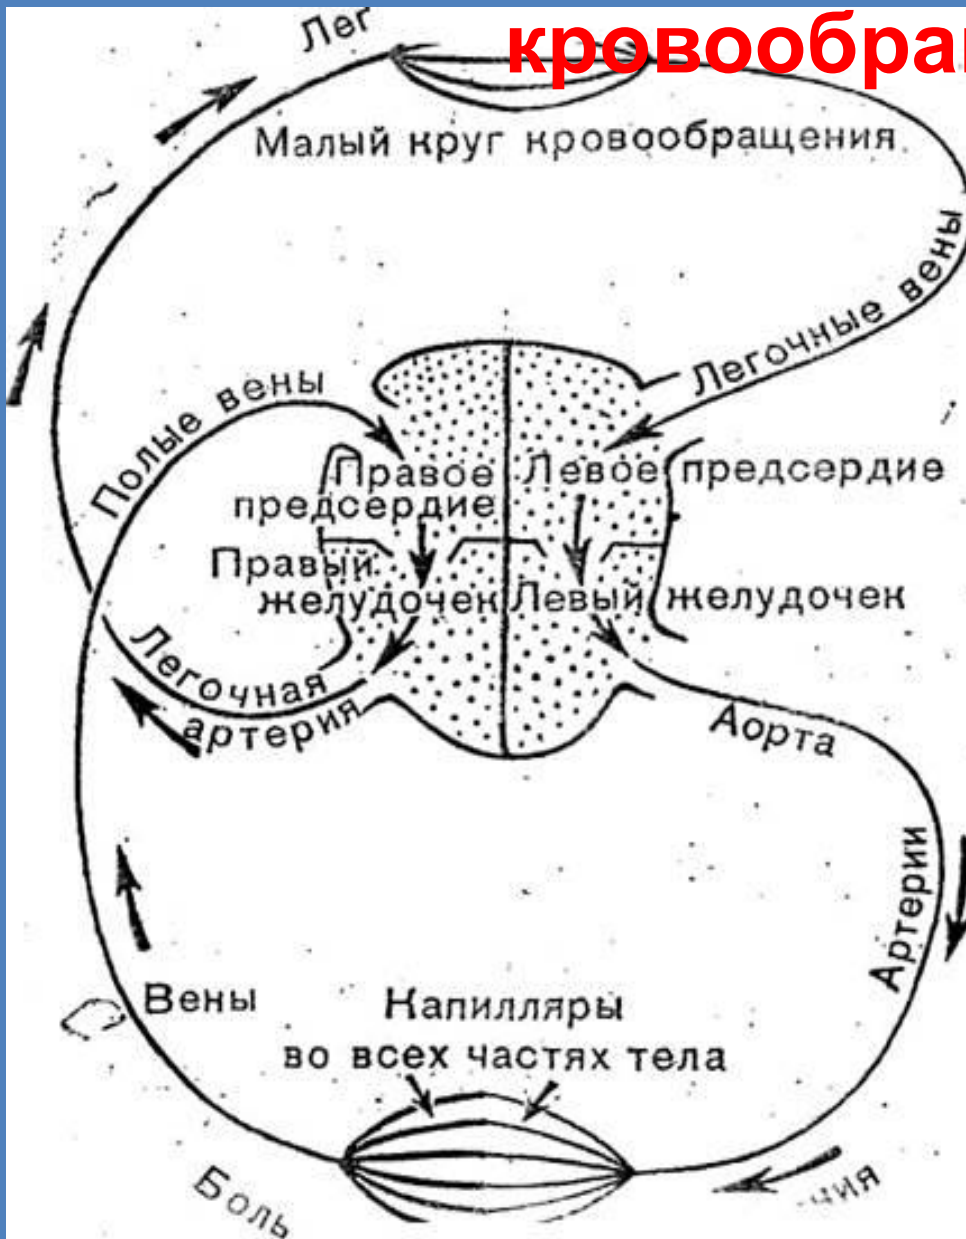 Лег
кровообра
Малый круг кровообращения
Легочные вены
Полые вены
Правое
предсердие
Левое предсердие
Правый
желудочек
Левый желудочек
Легочная
артерия
Аорта
Артерии
Вены
Капилляры
во всех частях тела
Боль
ния